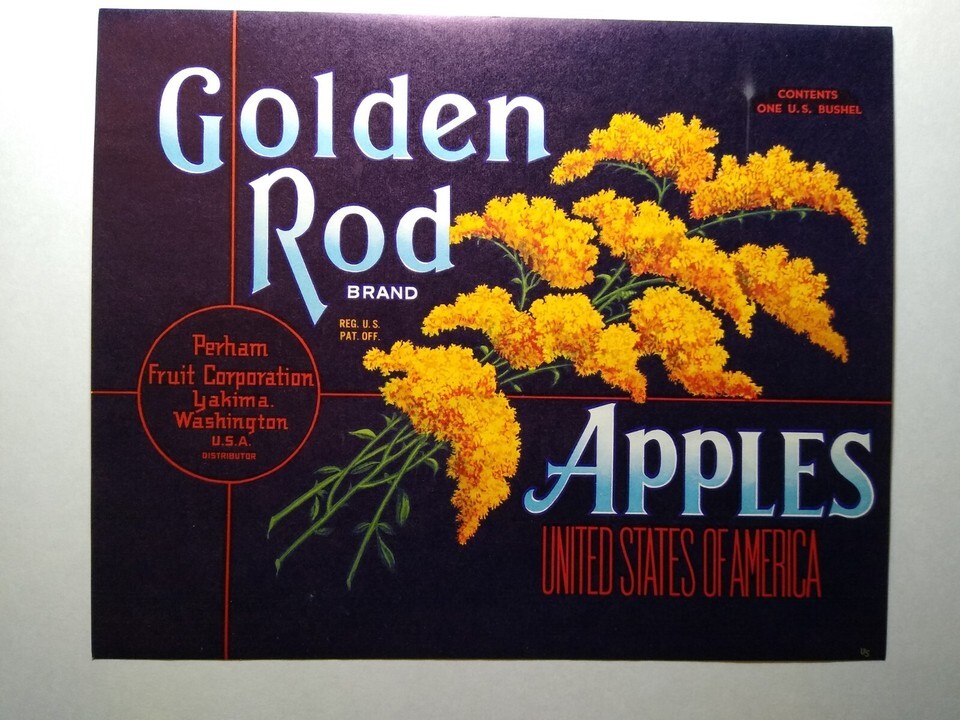 Golden
Rod
BRAND
REG. U.S.
PAT. OFF.
CONTENTS
ONE U.S. BUSHEL
Perham
Fruit Corporation
Yakima.
Washington
U.S.A.
DISTRIBUTOR
APPLES
UNITED STATES OF AMERICA